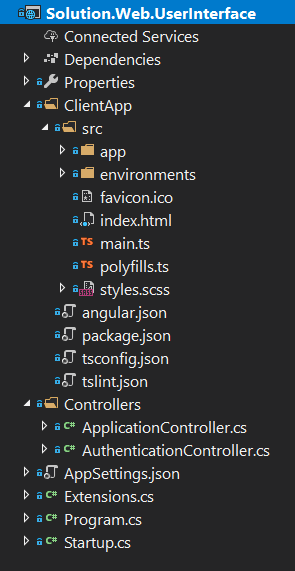 Solution.Web.UserInterface
Connected Services
Dependencies
Properties
ClientApp
src
app
environments
favicon.ico
index.html
TS main.ts
TS polyfills.ts
styles.scss
angular.json
package.json
tsconfig.json
tslint.json
Controllers
C# ApplicationController.cs
C# AuthenticationController.cs
AppSettings.json
C# Extensions.cs
C# Program.cs
C# Startup.cs